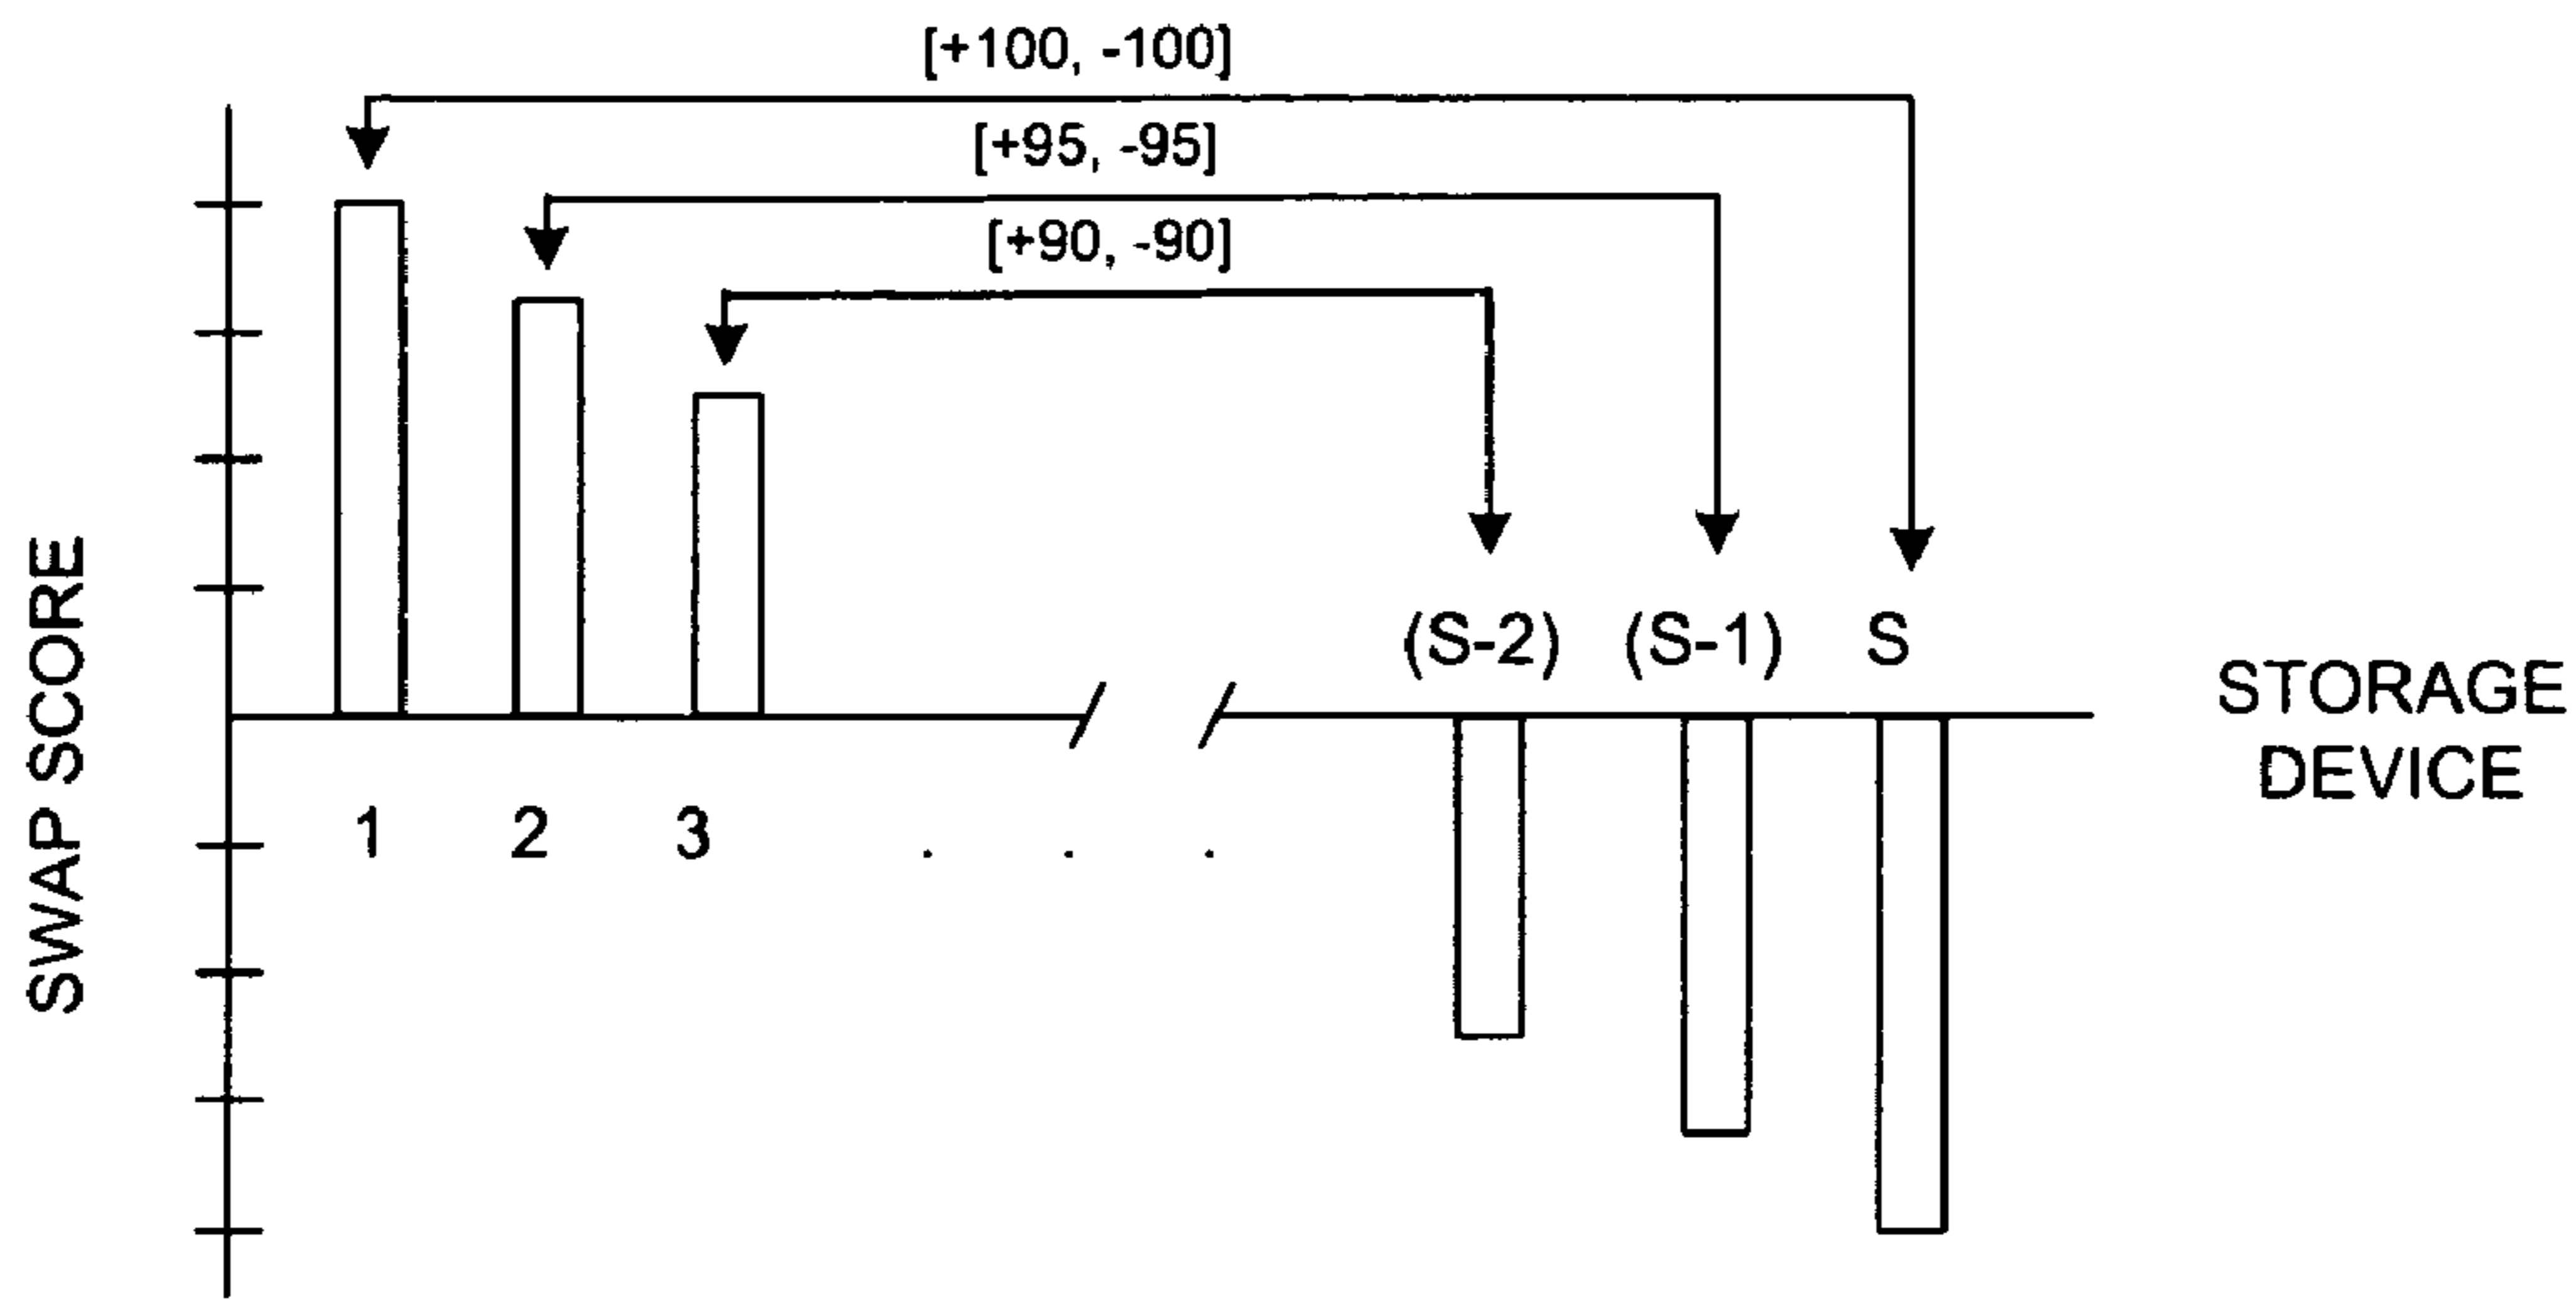 [+100, -100]
[+95, -95]
[+90, -90]
(S-2) (S-1) S
STORAGE
DEVICE
SWAP SCORE
1 2 3 . . .